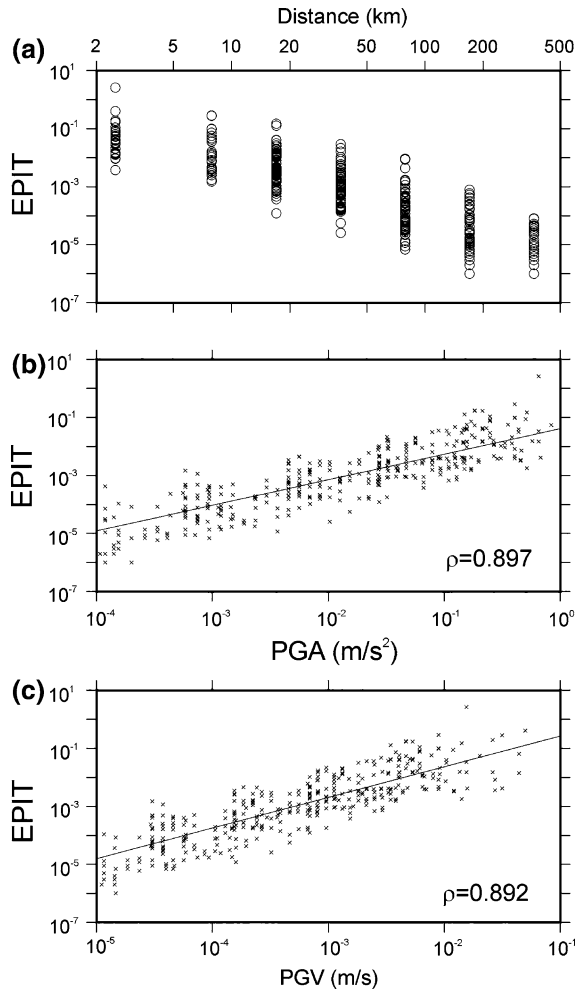 Distance (km)
2 5 10 20 50 100 200 500
(a)
10^1
10^-1
10^-3
10^-5
10^-7
EPIT
(b)
10^1
10^-1
10^-3
10^-5
10^-7
EPIT
ρ=0.897
10^-4 10^-3 10^-2 10^-1 10^0
PGA (m/s^2)
(c)
10^1
10^-1
10^-3
10^-5
10^-7
EPIT
ρ=0.892
10^-5 10^-4 10^-3 10^-2 10^-1
PGV (m/s)